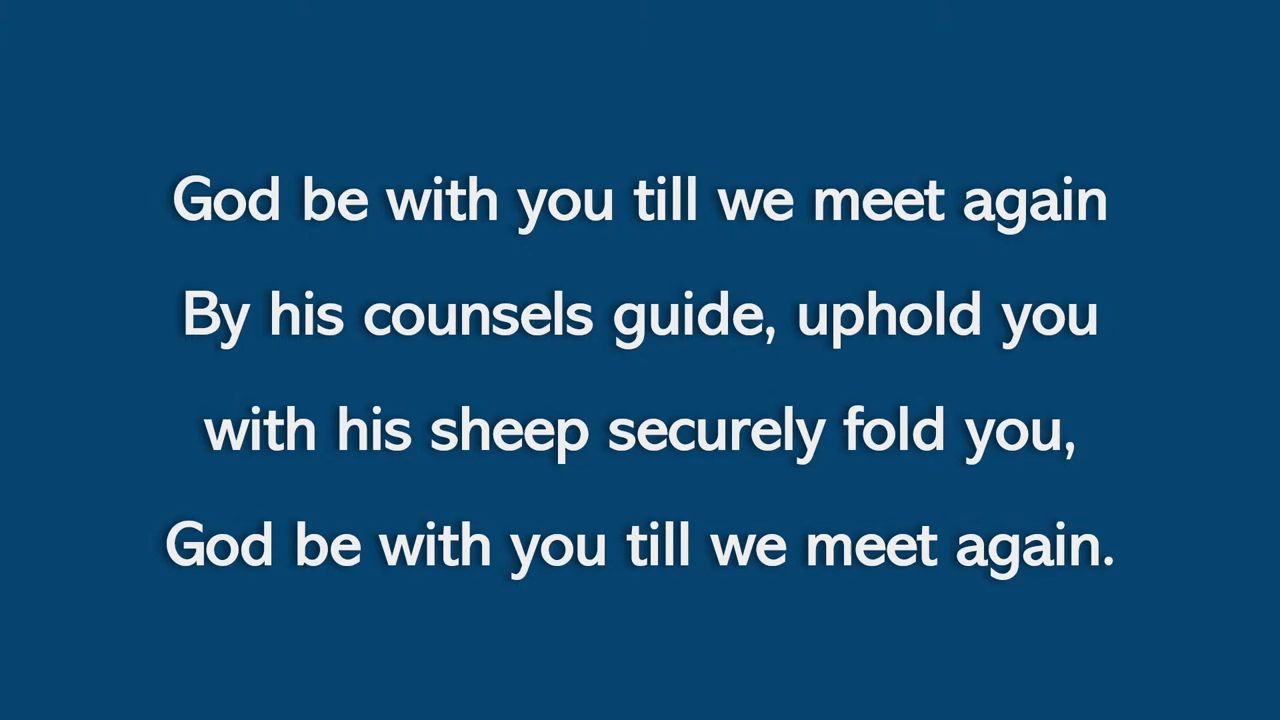 God be with you till we meet again
By his counsels guide, uphold you
with his sheep securely fold you,
God be with you till we meet again.